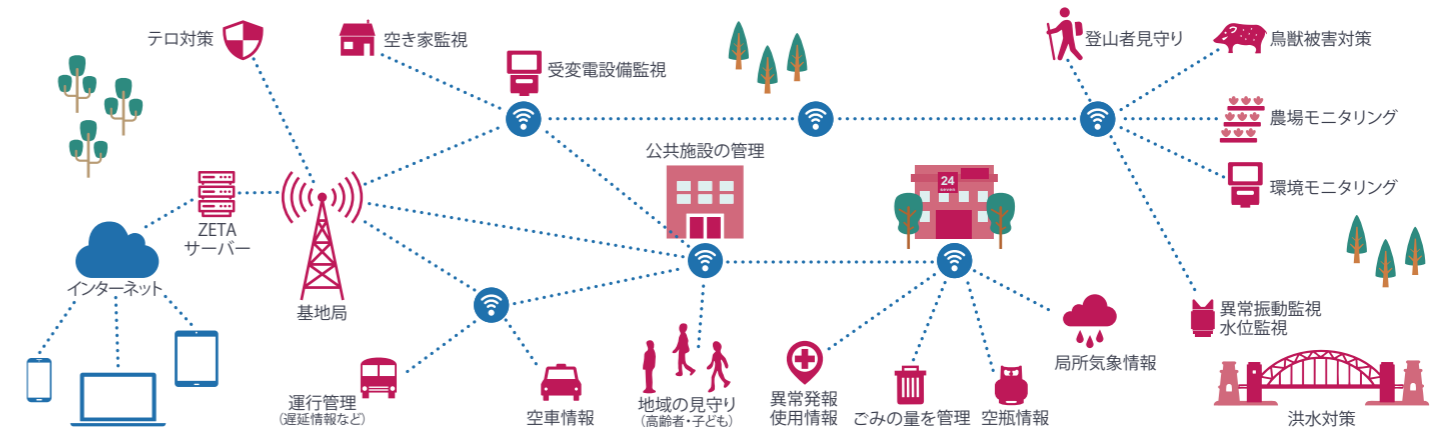 テロ対策
空き家監視
受変電設備監視
登山者見守り
鳥獣被害対策
農場モニタリング
環境モニタリング
公共施設の管理
24
ZETA
サーバー
インターネット
基地局
異常振動監視
水位監視
局所気象情報
運行管理
（遅延情報など）
空車情報
地域の見守り
（高齢者・子ども）
異常発報
使用情報
ごみの量を管理
空瓶情報
洪水対策